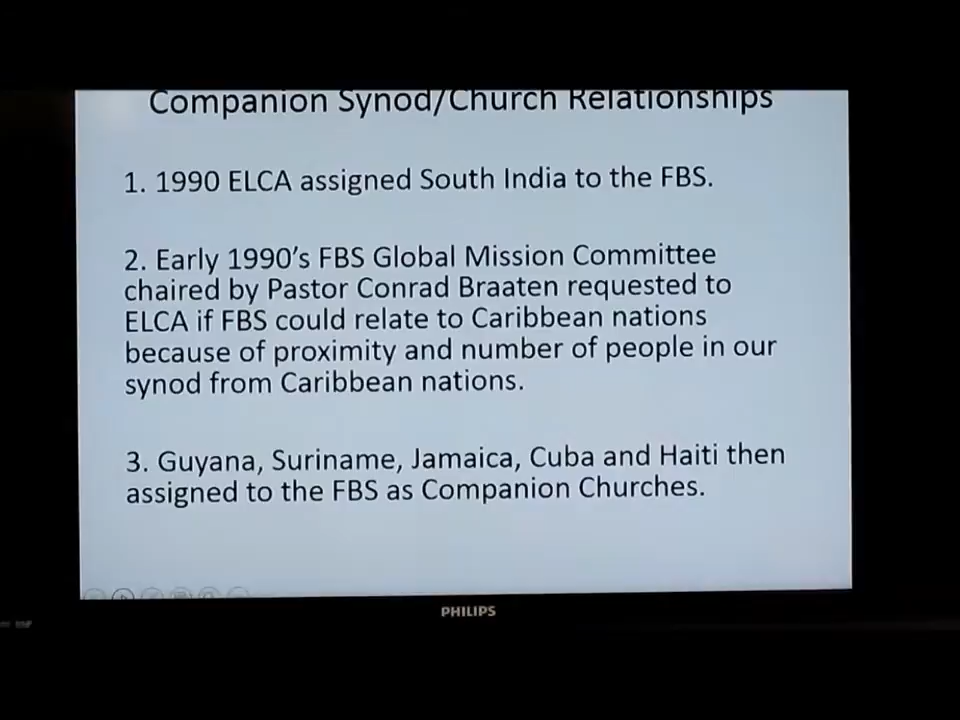 Companion Synod/Church Relationships
1. 1990 ELCA assigned South India to the FBS.
2. Early 1990's FBS Global Mission Committee
chaired by Pastor Conrad Braaten requested to
ELCA if FBS could relate to Caribbean nations
because of proximity and number of people in our
synod from Caribbean nations.
3. Guyana, Suriname, Jamaica, Cuba and Haiti then
assigned to the FBS as Companion Churches.
PHILIPS